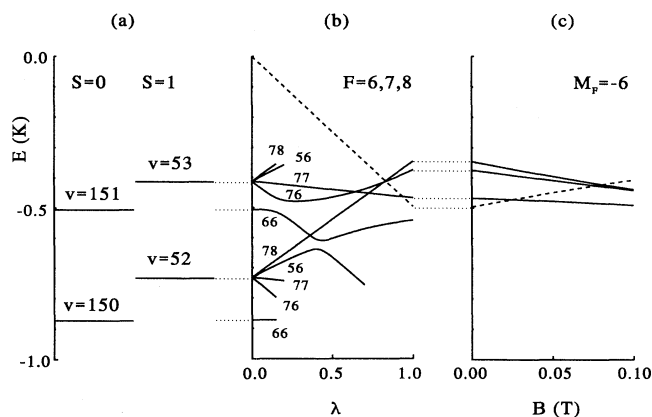 (a) (b) (c)
0.0
S=0 S=1 F=6,7,8 M_F=-6
E (K)
78
56
v=53
77
v=151
76
-0.5
66
78
v=52
56
77
v=150
76
66
-1.0
0.0 0.5 1.0 0.00 0.05 0.10
λ B (T)